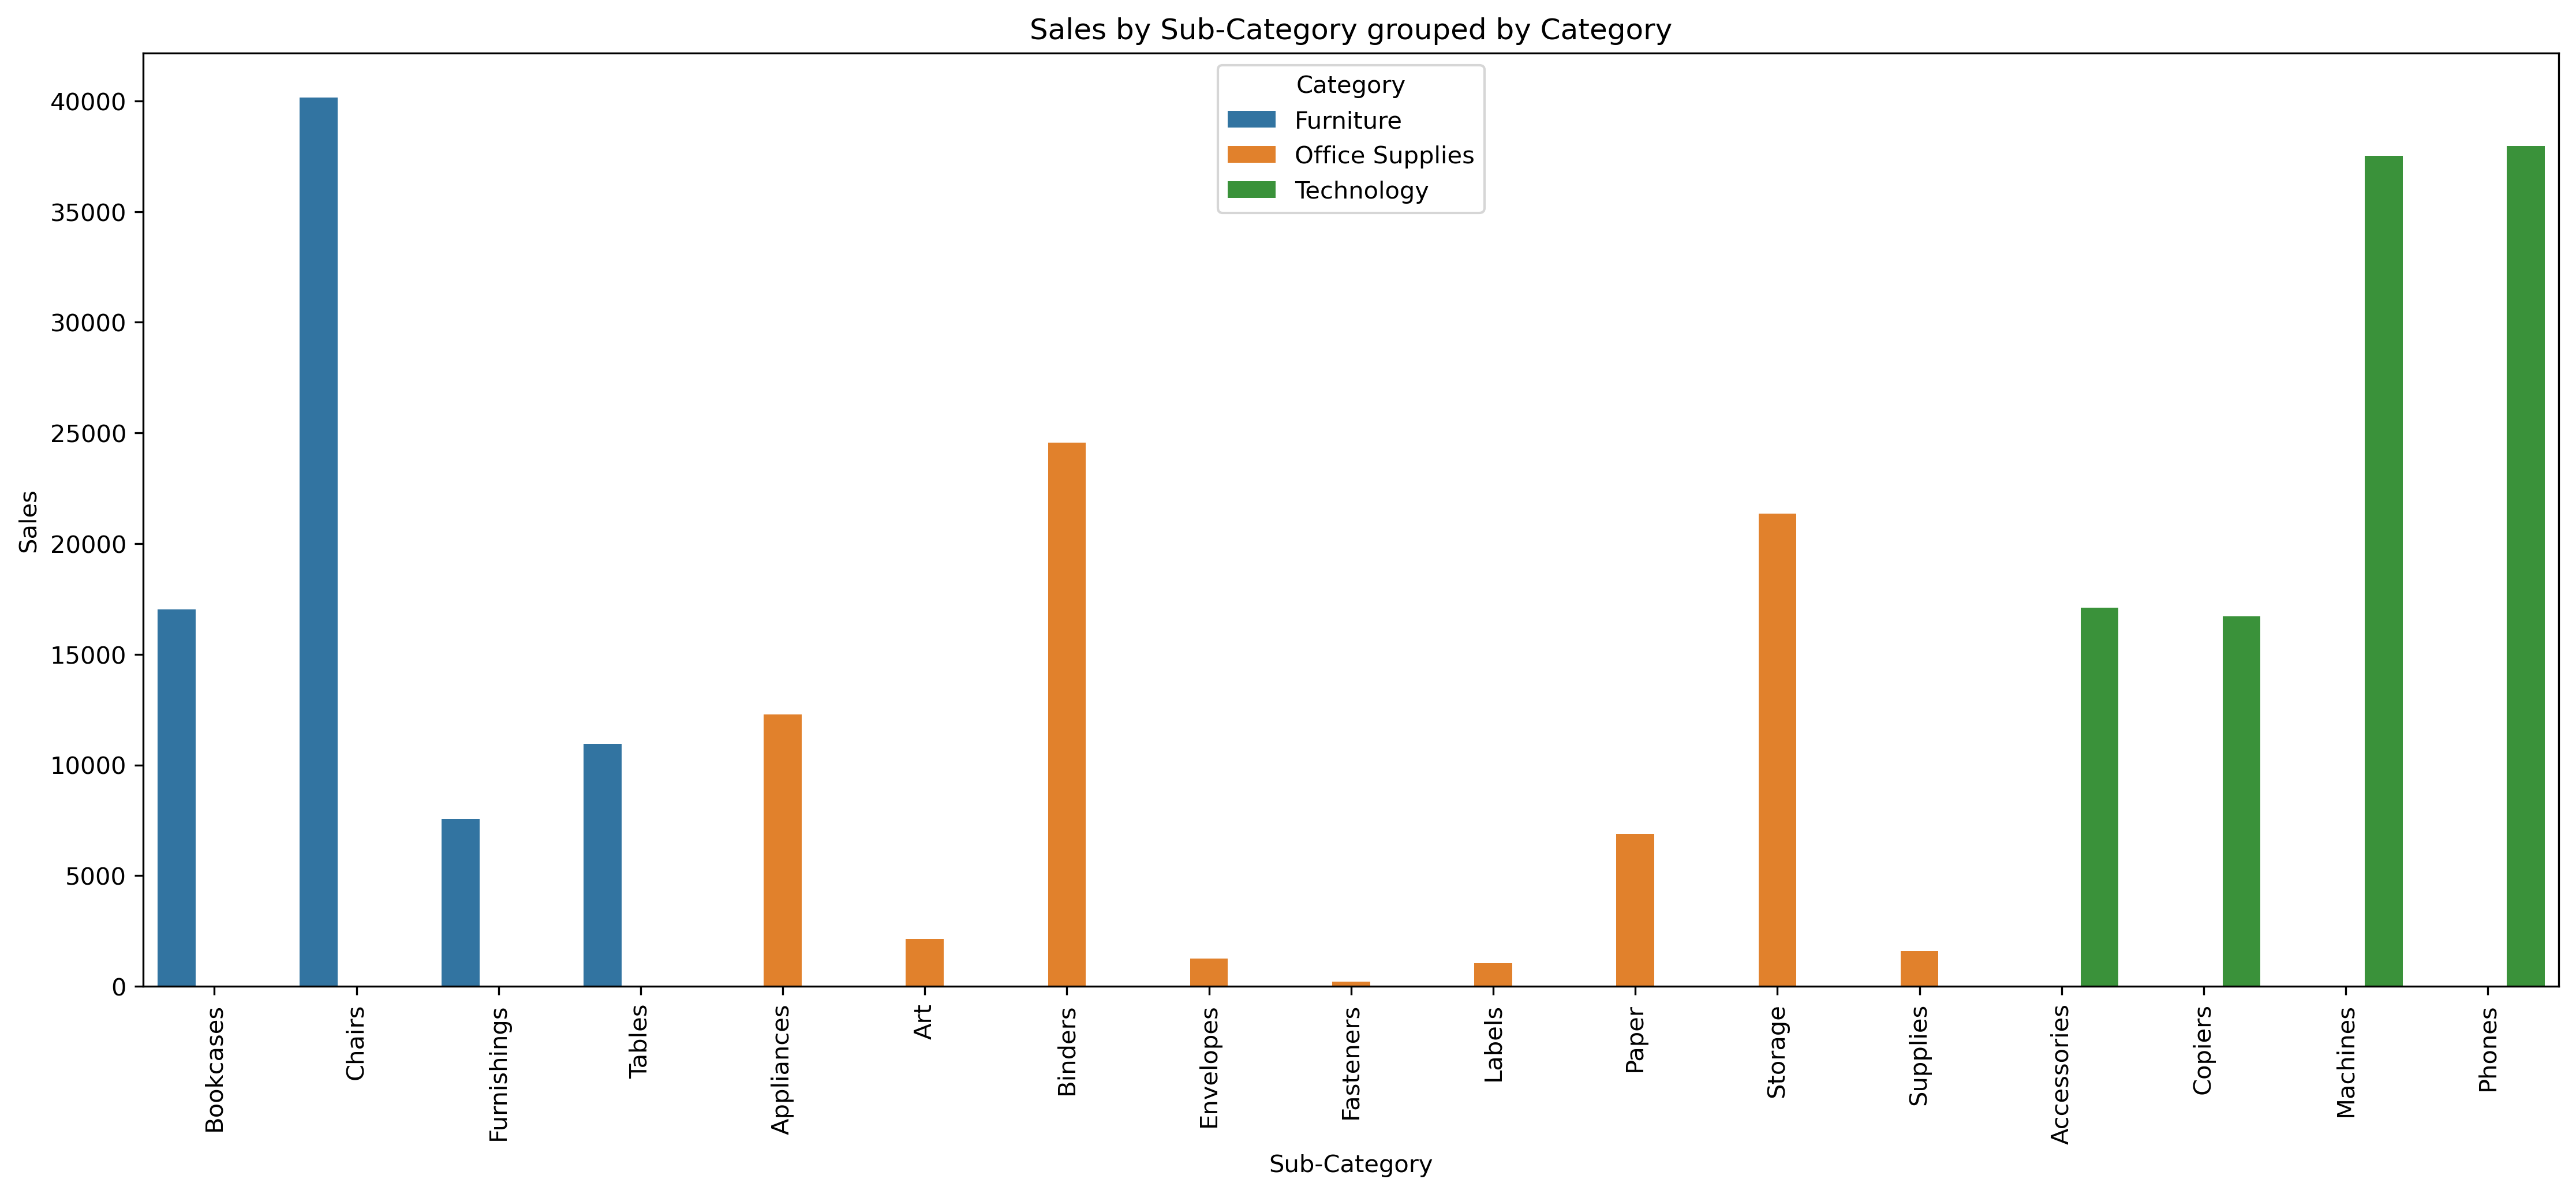 Sales by Sub-Category grouped by Category
Category
Furniture
Office Supplies
Technology
Sales
40000
35000
30000
25000
20000
15000
10000
5000
0
Bookcases
Chairs
Furnishings
Tables
Appliances
Art
Binders
Envelopes
Fasteners
Labels
Paper
Storage
Supplies
Accessories
Copiers
Machines
Phones
Sub-Category